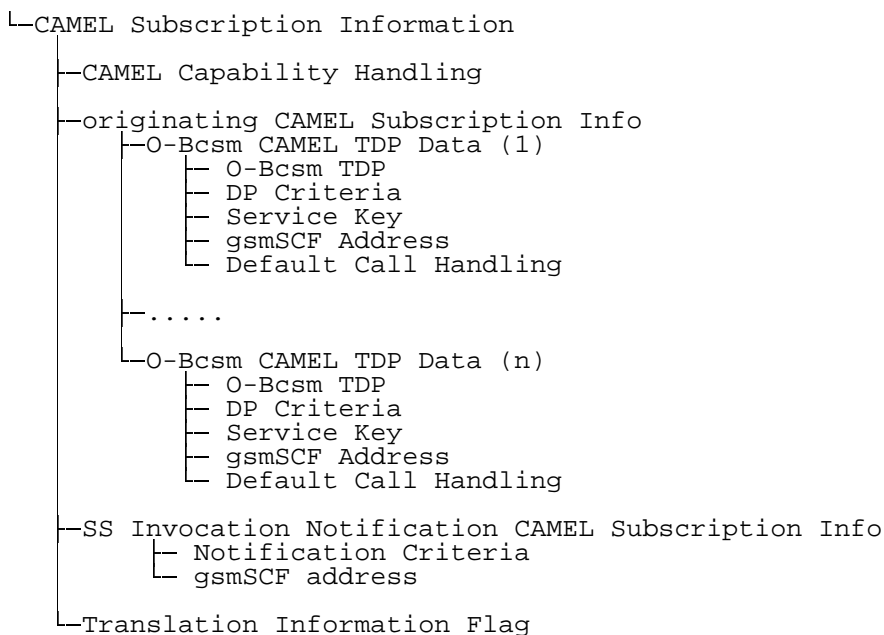 CAMEL Subscription Information
CAMEL Capability Handling
originating CAMEL Subscription Info
O-Bcsm CAMEL TDP Data (1)
O-Bcsm TDP
DP Criteria
Service Key
gsmSCF Address
Default Call Handling
.....
O-Bcsm CAMEL TDP Data (n)
O-Bcsm TDP
DP Criteria
Service Key
gsmSCF Address
Default Call Handling
SS Invocation Notification CAMEL Subscription Info
Notification Criteria
gsmSCF address
Translation Information Flag